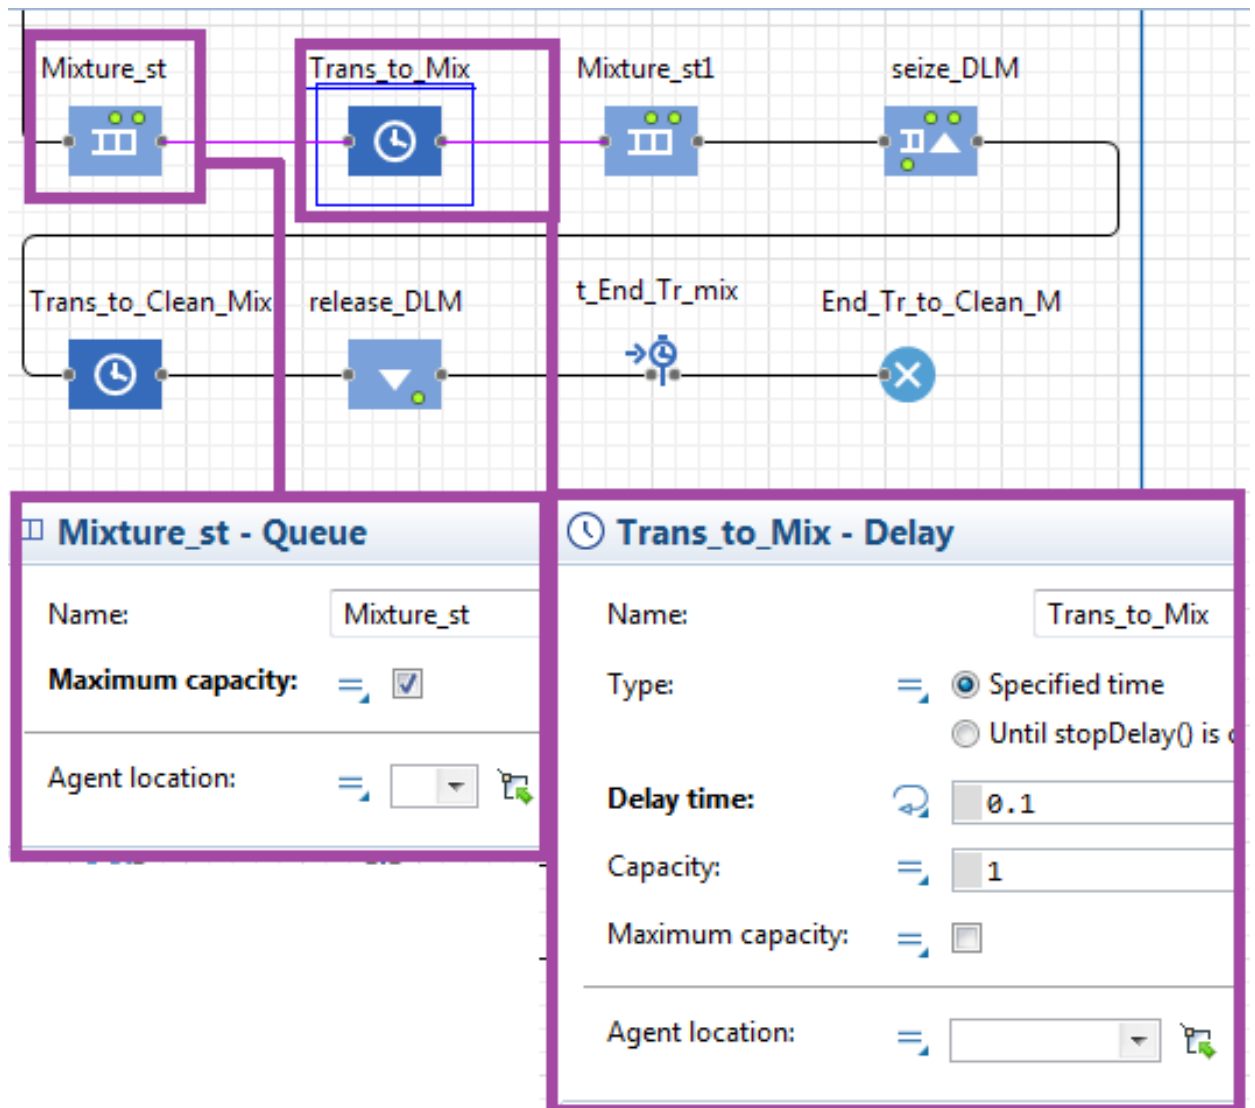 Mixture_st
Trans_to_Mix
Mixture_st1
seize_DLM
Trans_to_Clean_Mix
release_DLM
t_End_Tr_mix
End_Tr_to_Clean_M
Mixture_st - Queue
Name:
Mixture_st
Maximum capacity:
Agent location:
Trans_to_Mix - Delay
Name:
Trans_to_Mix
Type:
Specified time
Until stopDelay() is
Delay time:
0.1
Capacity:
1
Maximum capacity:
Agent location: